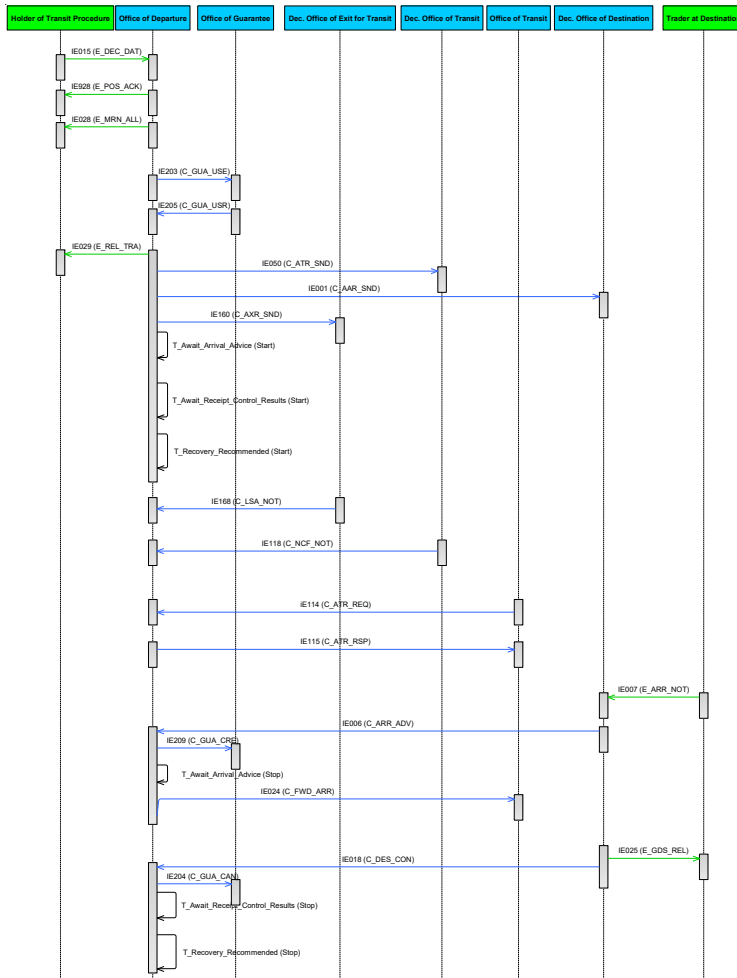 Holder of Transit Procedure
Office of Departure
Office of Guarantee
Dec. Office of Exit for Transit
Dec. Office of Transit
Office of Transit
Dec. Office of Destination
Trader at Destinatio
IE015 (E_DEC_DAT)
IE928 (E_POS_ACK)
IE028 (E_MRN_ALL)
IE203 (C_GUA_USE)
IE205 (C_GUA_USR)
IE029 (E_REL_TRA)
IE050 (C_ATR_SND)
IE001 (C_AAR_SND)
IE160 (C_AXR_SND)
T_Await_Arrival_Advice (Start)
T_Await_Receipt_Control_Results (Start)
T_Recovery_Recommended (Start)
IE168 (C_LSA_NOT)
IE118 (C_NCF_NOT)
iE114 (C_ATR_REQ)
IE115 (C_ATR_RSP)
IE007 (E_ARR_NOT)
IE006 (C_ARR_ADV)
IE209 (C_GUA_CRE)
T_Await_Arrival_Advice (Stop)
IE024 (C_FWD_ARR)
IE025 (E_GDS_REL)
IE018 (C_DES_CON)
IE204 (C_GUA_CAN)
T_Await_Receipt_Control_Results (Stop)
T_Recovery_Recommended (Stop)